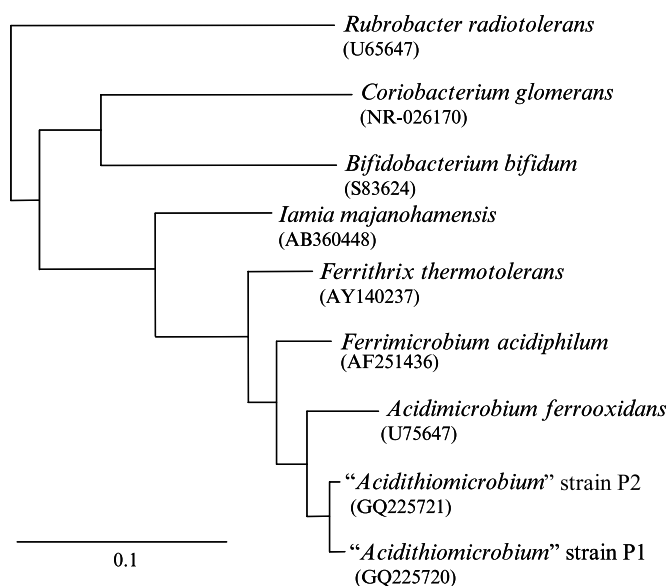 Rubrobacter radiotolerans
(U65647)
Coriobacterium glomerans
(NR-026170)
Bifidobacterium bifidum
(S83624)
Iamia majanohamensis
(AB360448)
Ferrithrix thermotolerans
(AY140237)
Ferrimicrobium acidiphilum
(AF251436)
Acidimicrobium ferrooxidans
(U75647)
“Acidithiomicrobium” strain P2
(GQ225721)
“Acidithiomicrobium” strain P1
(GQ225720)
0.1